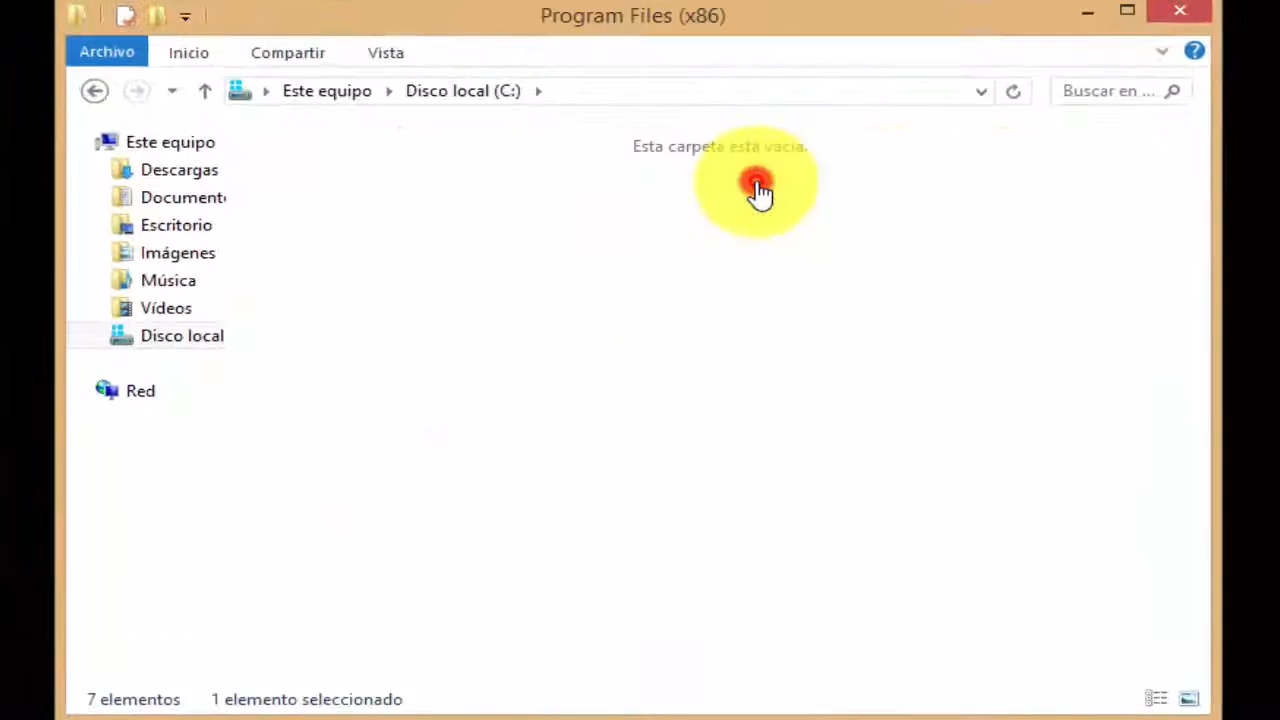 Program Files (x86)
Archivo Inicio Compartir Vista
Este equipo Disco local (C:) Buscar en ...
Este equipo
Descargas
Document
Escritorio
Imágenes
Música
Vídeos
Disco local
Red
Esta carpeta está vacía.
7 elementos 1 elemento seleccionado